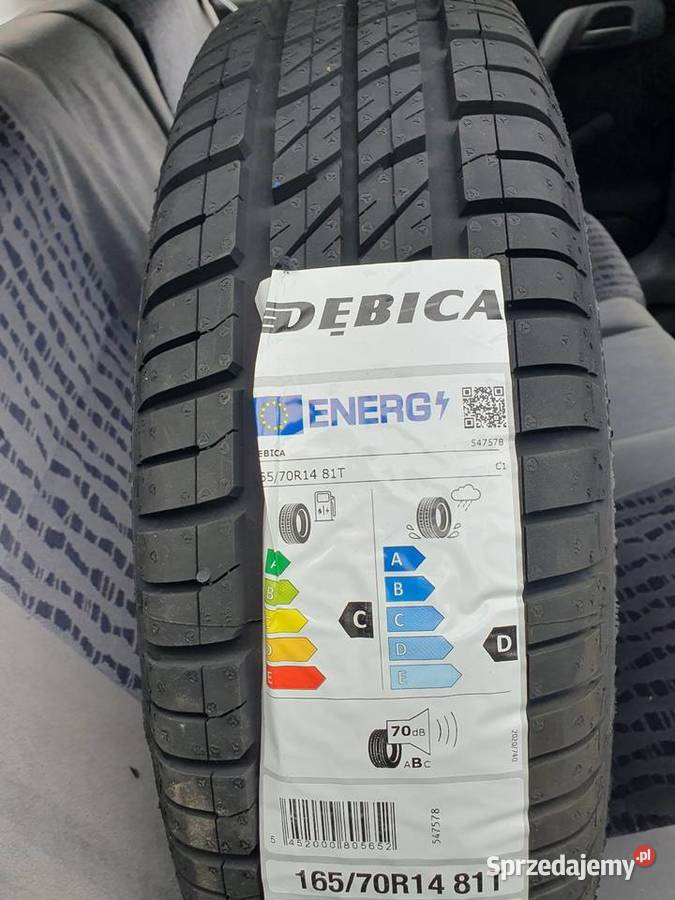 DĘBICA
ENERG
547578
EBICA
65/70R14 81T
C1
A A
B B
C C C
D D D
E E
70dB
ABC
2020/740
5 452000 805652
547578
165/70R14 81T
Sprzedajemy.pl